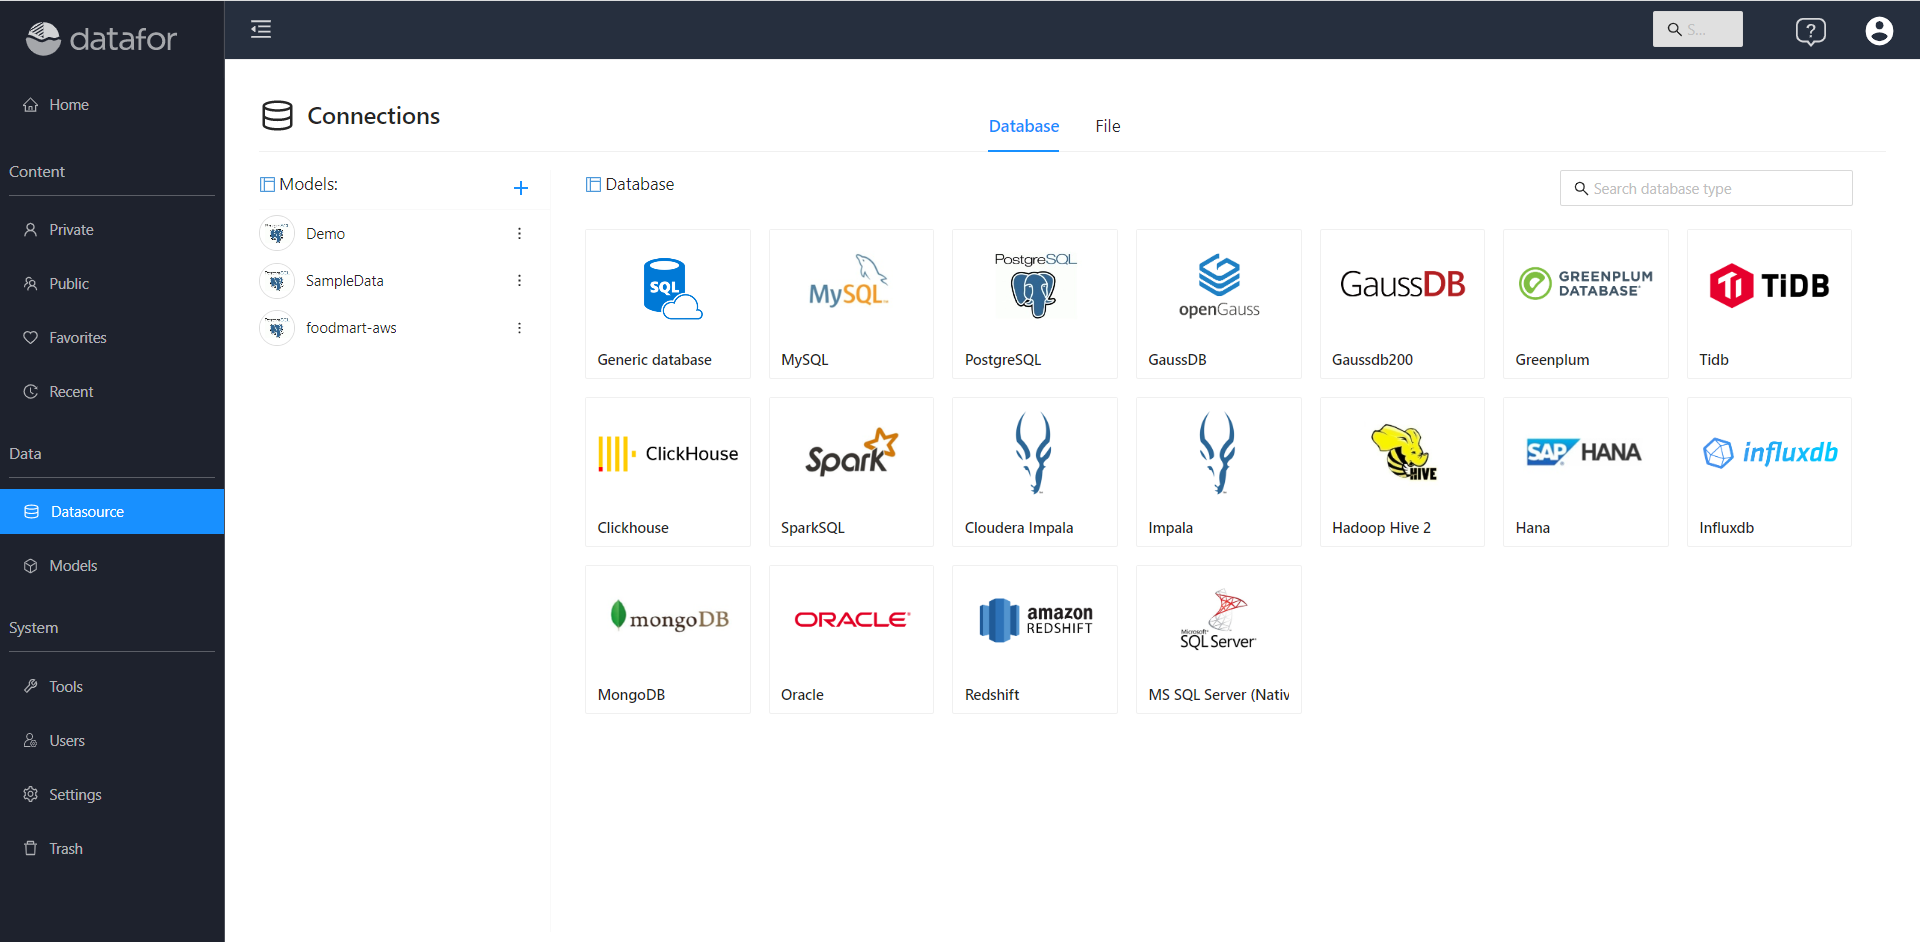 datafor
S...
?
Home
Content
Private
Public
Favorites
Recent
Data
Datasource
Models
System
Tools
Users
Settings
Trash
Connections
Database
File
Models:
Demo
SampleData
foodmart-aws
Database
Search database type
SQL
Generic database
MySQL
MySQL
PostgreSQL
PostgreSQL
openGauss
GaussDB
GaussDB
Gaussdb200
GREENPLUM
DATABASE
Greenplum
TiDB
Tidb
ClickHouse
Clickhouse
Spark
SparkSQL
Cloudera Impala
Impala
HIVE
Hadoop Hive 2
SAP HANA
Hana
influxdb
Influxdb
mongoDB
MongoDB
ORACLE
Oracle
amazon
REDSHIFT
Redshift
Microsoft
SQL Server
MS SQL Server (Nativ